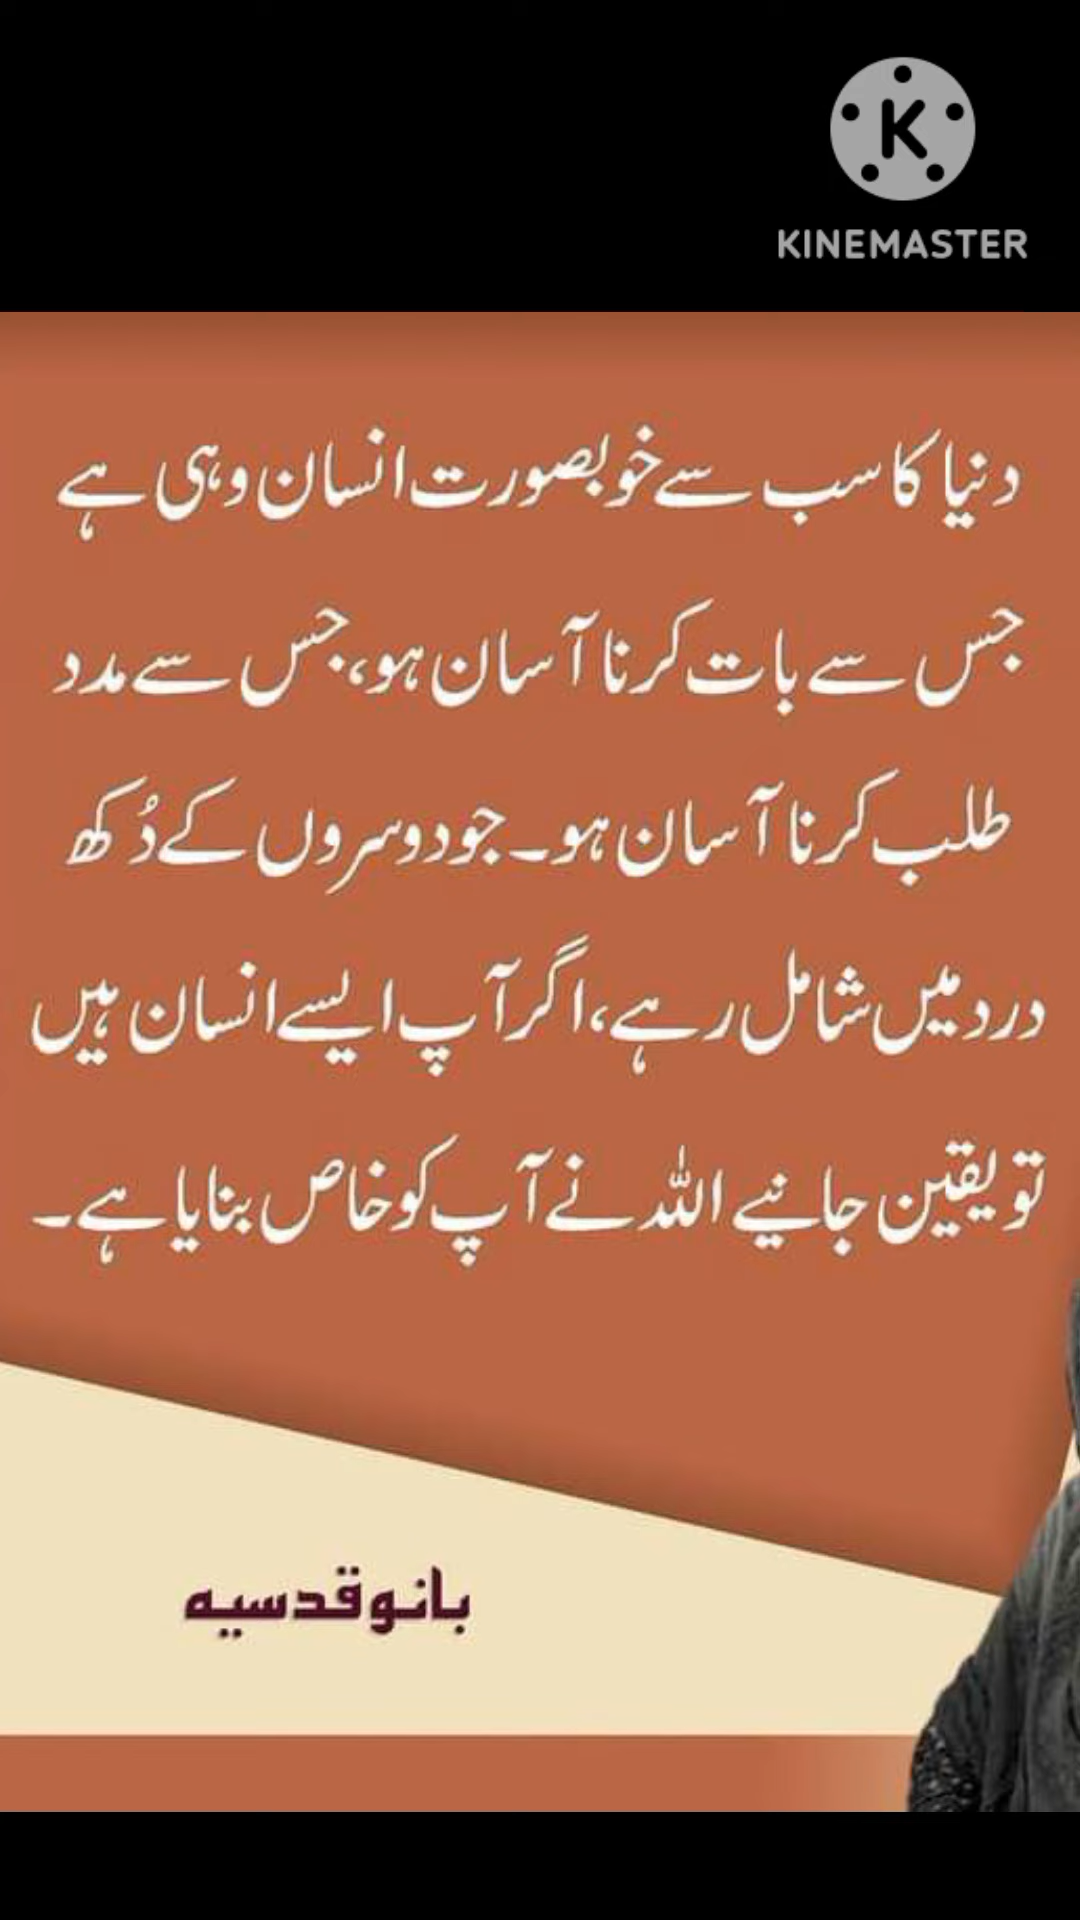 KINEMASTER
دنیا کا سب سے خوبصورت انسان وہی ہے
جس سے بات کرنا آسان ہو، جس سے مدد
طلب کرنا آسان ہو۔ جو دوسروں کے دُکھ
درد میں شامل رہے، اگر آپ ایسے انسان ہیں
تو یقین جانیے اللہ نے آپ کو خاص بنایا ہے۔
بانو قدسیہ